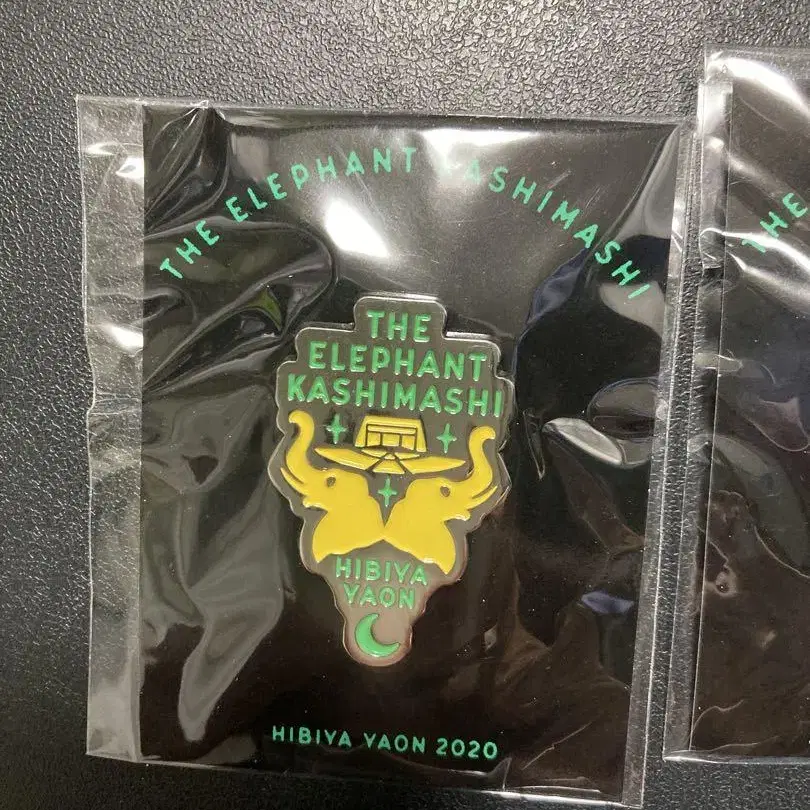 THE ELEPHANT KASHIMASHI
THE
ELEPHANT
KASHIMASHI
HIBIYA
YAON
HIBIYA YAON 2020
THE